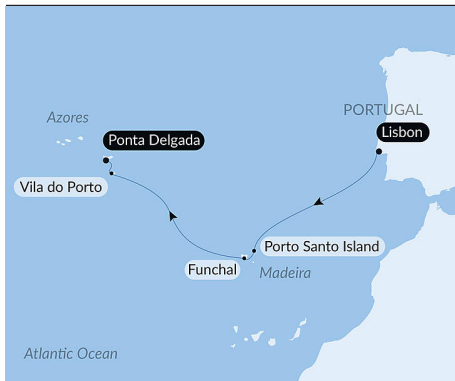 PORTUGAL
Azores
Lisbon
Ponta Delgada
Vila do Porto
Porto Santo Island
Funchal
Madeira
Atlantic Ocean